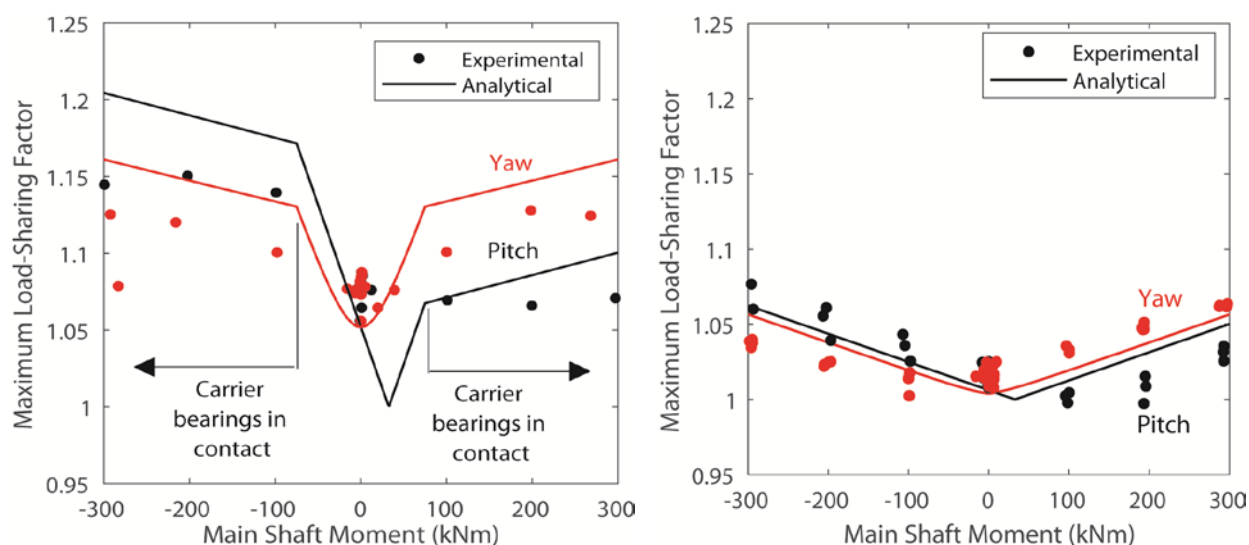 1.25
1.2
1.15
1.1
1.05
1
0.95
Maximum Load-Sharing Factor
Experimental
Analytical
Yaw
Pitch
Carrier
bearings in
contact
Carrier
bearings in
contact
-300 -200 -100 0 100 200 300
Main Shaft Moment (kNm)
1.25
1.2
1.15
1.1
1.05
1
0.95
Maximum Load-Sharing Factor
Experimental
Analytical
Yaw
Pitch
-300 -200 -100 0 100 200 300
Main Shaft Moment (kNm)